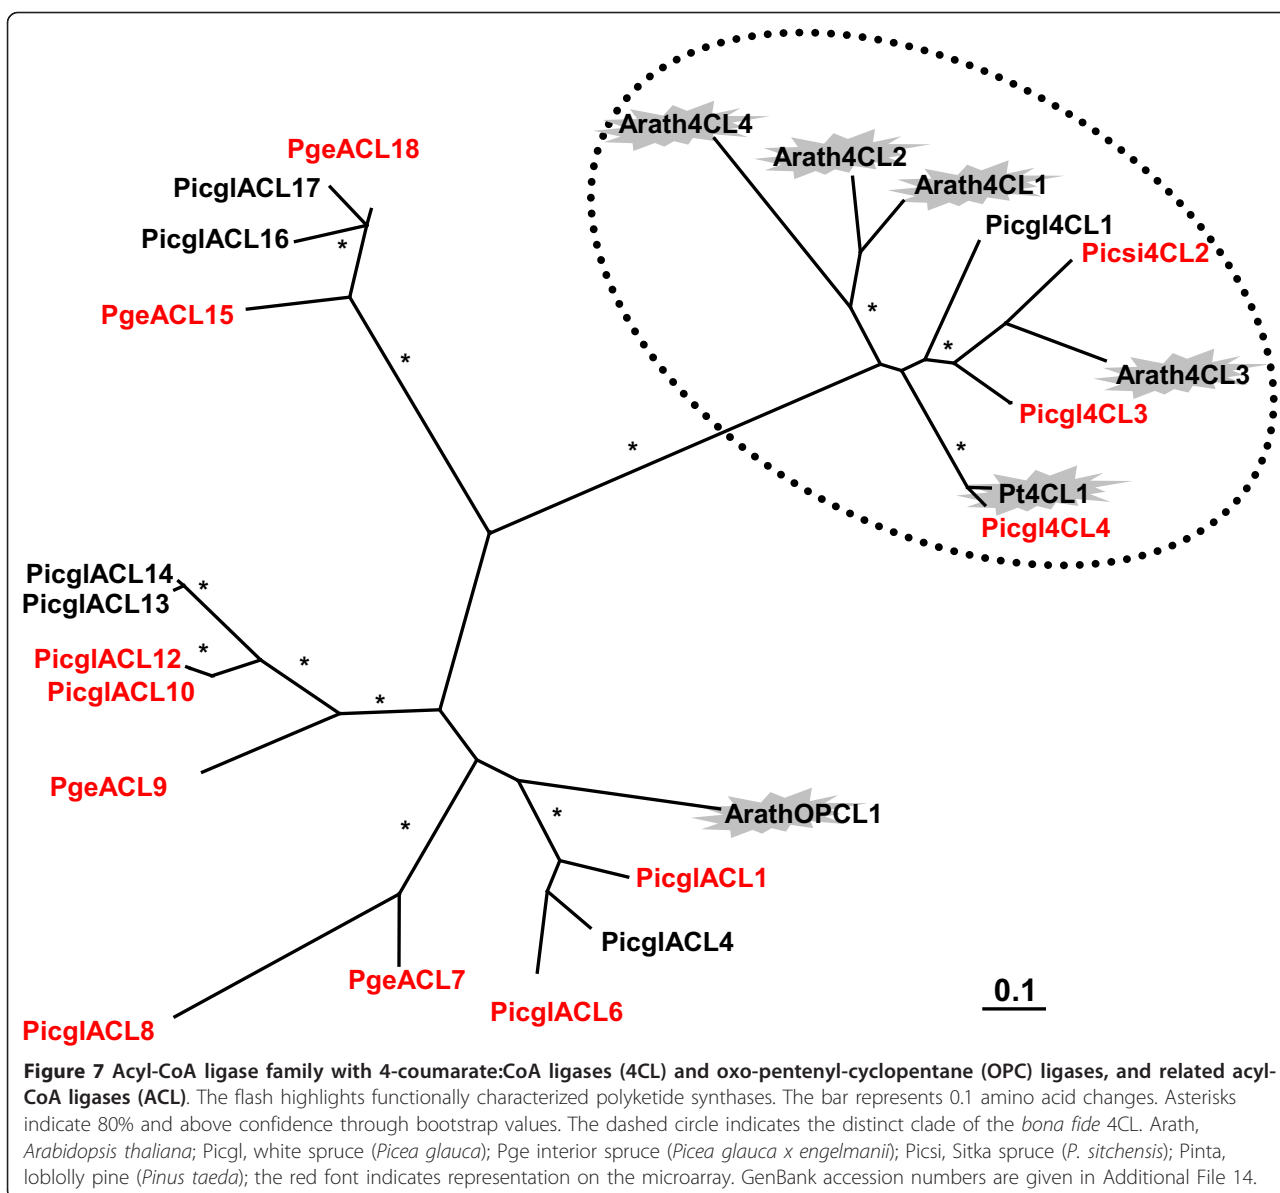 Arath4CL4
PgeACL18
Arath4CL2
PicglACL17
Arath4CL1
Picgl4CL1
PicglACL16
*
Picsi4CL2
PgeACL15
*
*
*
Arath4CL3
Picgl4CL3
*
*
Pt4CL1
Picgl4CL4
PicglACL14
*
PicglACL13
*
PicglACL12
*
PicglACL10
*
PgeACL9
ArathOPCL1
*
*
PicglACL1
PicglACL4
PgeACL7
0.1
PicglACL6
PicglACL8
Figure 7 Acyl-CoA ligase family with 4-coumarate:CoA ligases (4CL) and oxo-pentenyl-cyclopentane (OPC) ligases, and related acyl-
CoA ligases (ACL). The flash highlights functionally characterized polyketide synthases. The bar represents 0.1 amino acid changes. Asterisks
indicate 80% and above confidence through bootstrap values. The dashed circle indicates the distinct clade of the bona fide 4CL. Arath,
Arabidopsis thaliana; Picgl, white spruce (Picea glauca); Pge interior spruce (Picea glauca x engelmanii); Picsi, Sitka spruce (P. sitchensis); Pinta,
loblolly pine (Pinus taeda); the red font indicates representation on the microarray. GenBank accession numbers are given in Additional File 14.